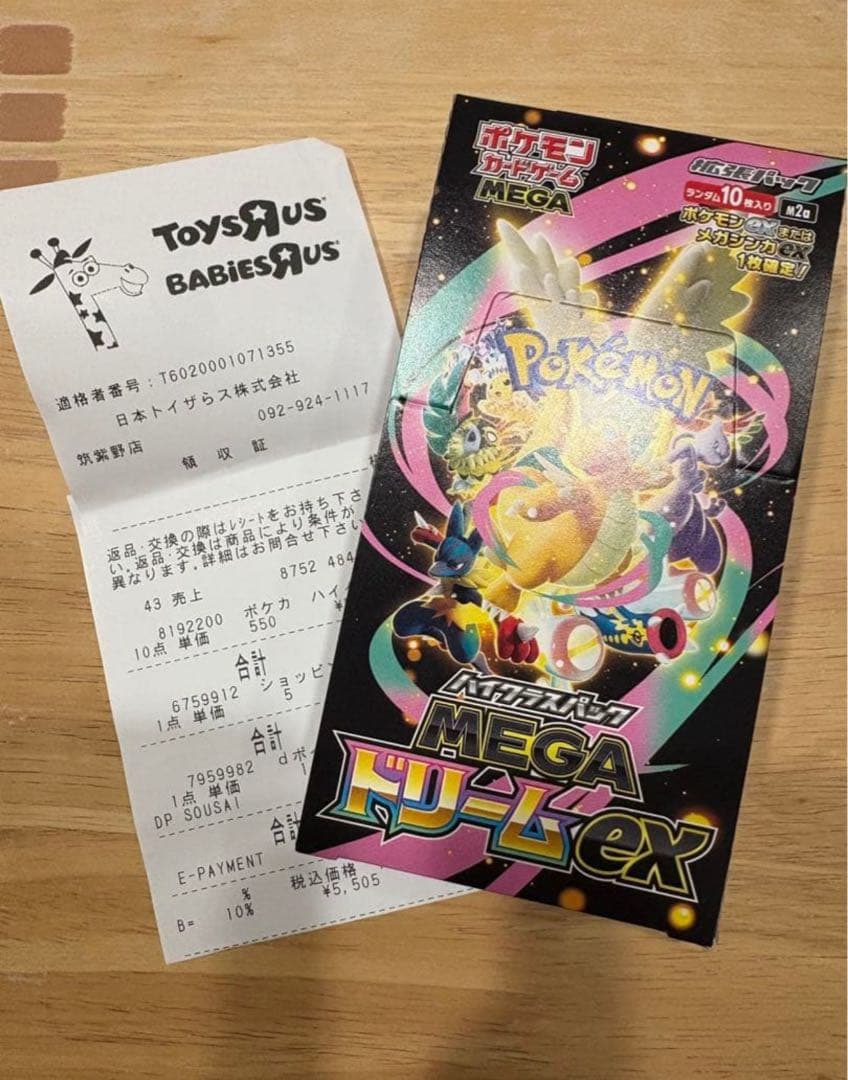 TOYSЯUS
BABIESЯUS
適格者番号:T6020001071355
日本トイザらス株式会社
筑紫野店 092-924-1117
領収証
返品・交換の際はレシートをお持ち下さ
い。返品・交換は商品により条件が
異なります。詳細はお問合せ下さい
43 売上 8752 484
8192200 ポケカ ハイ
10点 単価 550
合計
6759912 ショッピン
1点 単価 5
合計
7959982 dポイ
1点 単価
DP SOUSAI
合計
E-PAYMENT
% 税込価格
B= 10% ¥5,505
ポケモン
カードゲーム
MEGA
拡張パック
ランダム10枚入り M2a
ポケモンexまたは
メガシンカex
1枚確定!
POKéMON
ハイクラスパック
MEGA
ドリームex